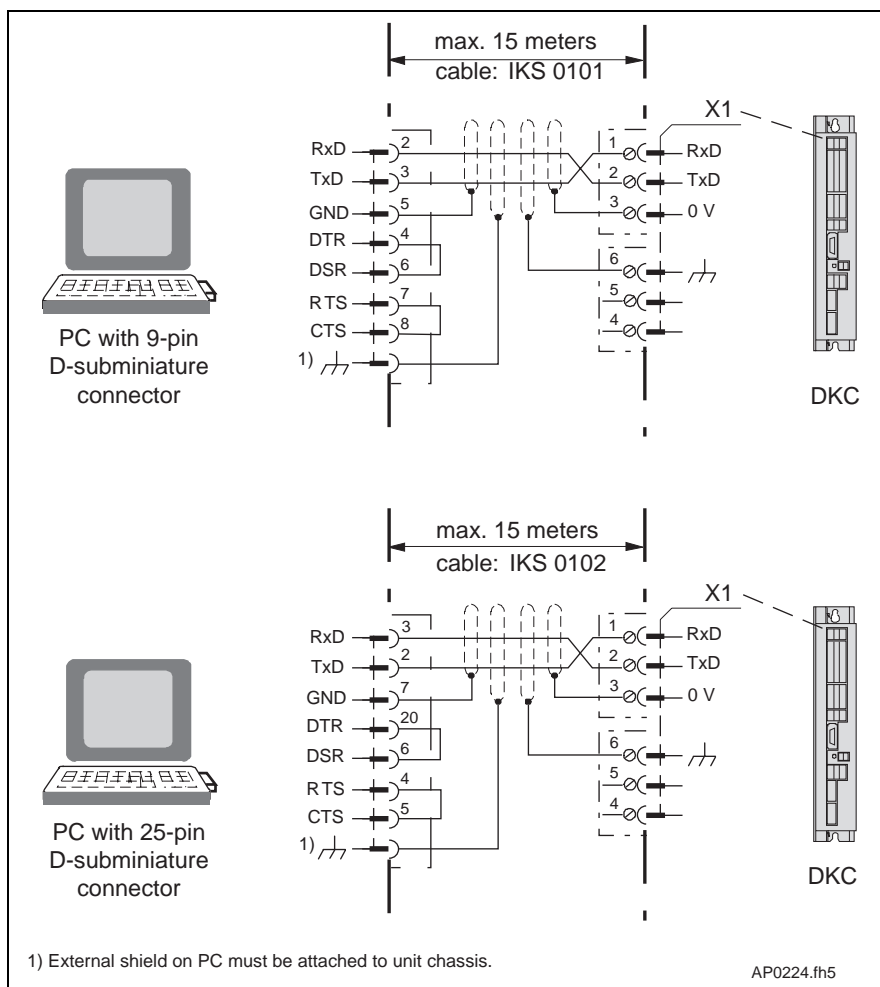 max. 15 meters
cable: IKS 0101
X1
RxD 2 1 RxD
TxD 3 2 TxD
GND 5 3 0 V
DTR 4
DSR 6 6
RTS 7 5
CTS 8 4
1)
PC with 9-pin
D-subminiature
connector
DKC
max. 15 meters
cable: IKS 0102
X1
RxD 3 1 RxD
TxD 2 2 TxD
GND 7 3 0 V
DTR 20
DSR 6 6
RTS 4 5
CTS 5 4
1)
PC with 25-pin
D-subminiature
connector
DKC
1) External shield on PC must be attached to unit chassis.
AP0224.fh5